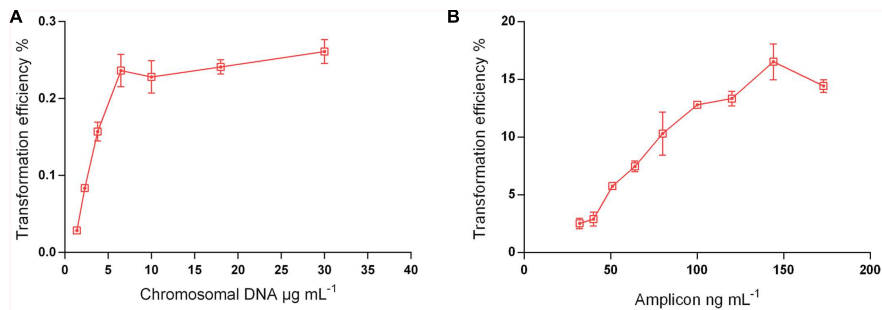 A
Transformation efficiency %
0.3
0.2
0.1
0.0
0 5 10 15 20 25 30 35 40
Chromosomal DNA µg mL⁻¹
B
Transformation efficiency %
20
15
10
5
0
0 50 100 150 200
Amplicon ng mL⁻¹